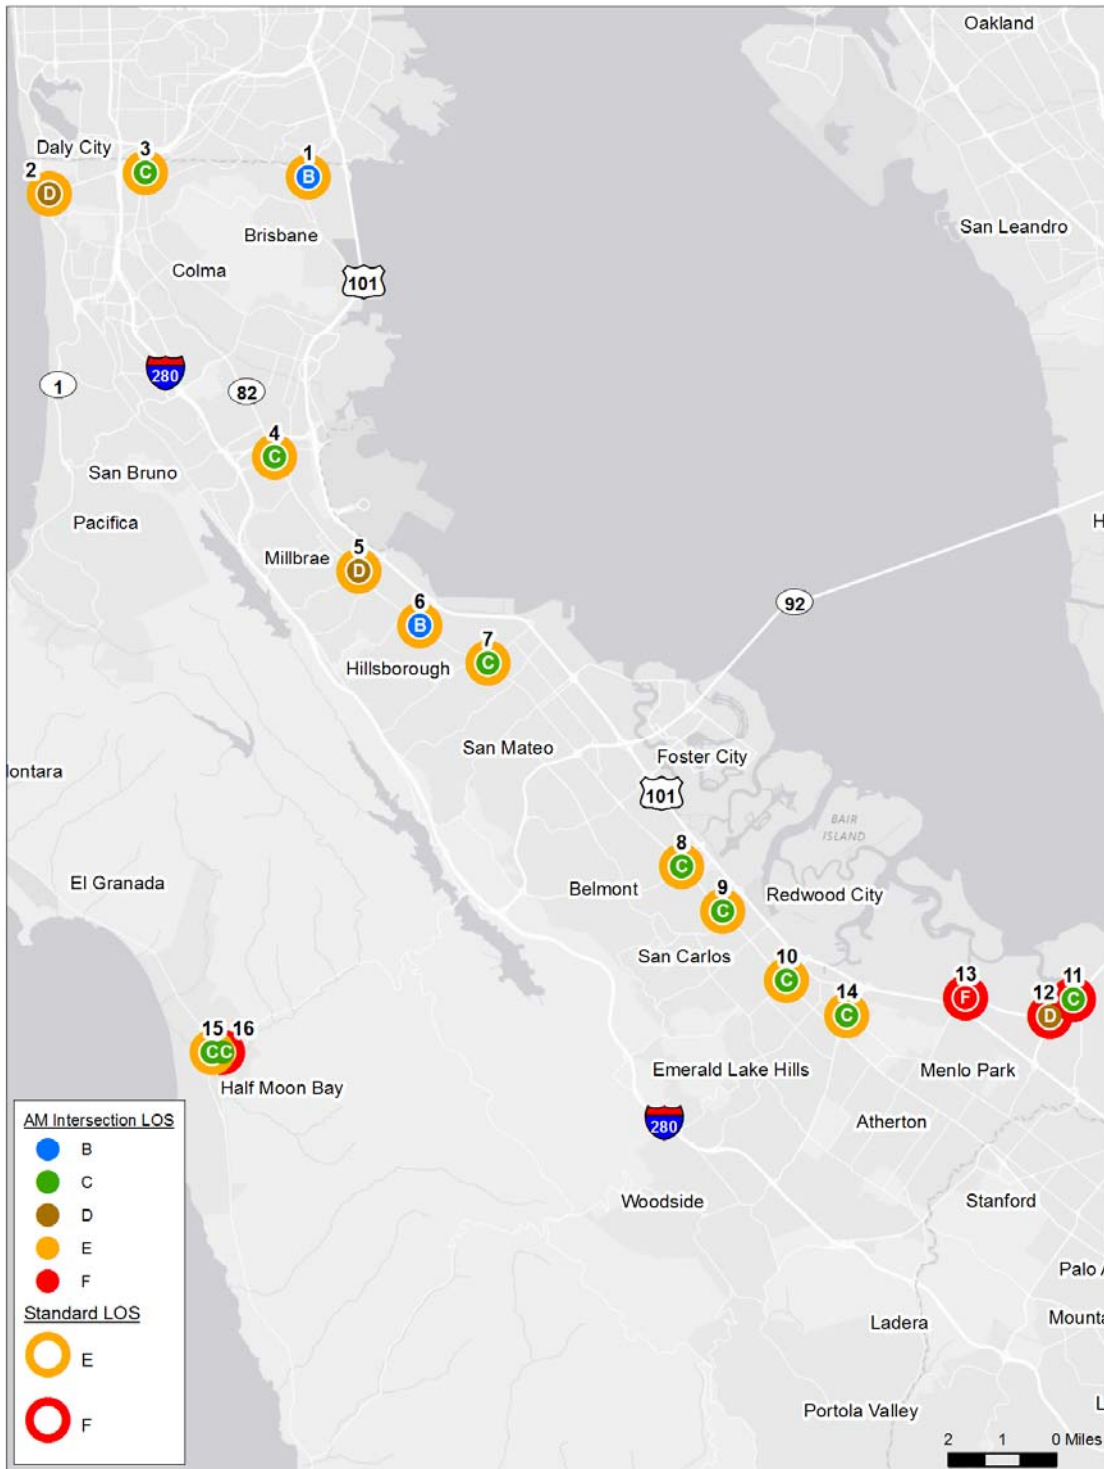 Oakland
Daly City
3
1
2
C
B
D
San Leandro
Brisbane
Colma
101
280
1
82
4
C
San Bruno
Pacifica
H
5
Millbrae
D
92
6
B
7
C
Hillsborough
San Mateo
Foster City
lontara
101
BAIR
ISLAND
8
C
El Granada
Belmont
9
Redwood City
C
San Carlos
10
C
13
F
12
11
C
D
14
C
15
16
C
C
Emerald Lake Hills
Menlo Park
Half Moon Bay
280
Atherton
Woodside
Stanford
Palo A
Ladera
Mounta
Portola Valley
L
AM Intersection LOS
B
C
D
E
F
Standard LOS
E
F
2 1 0 Miles